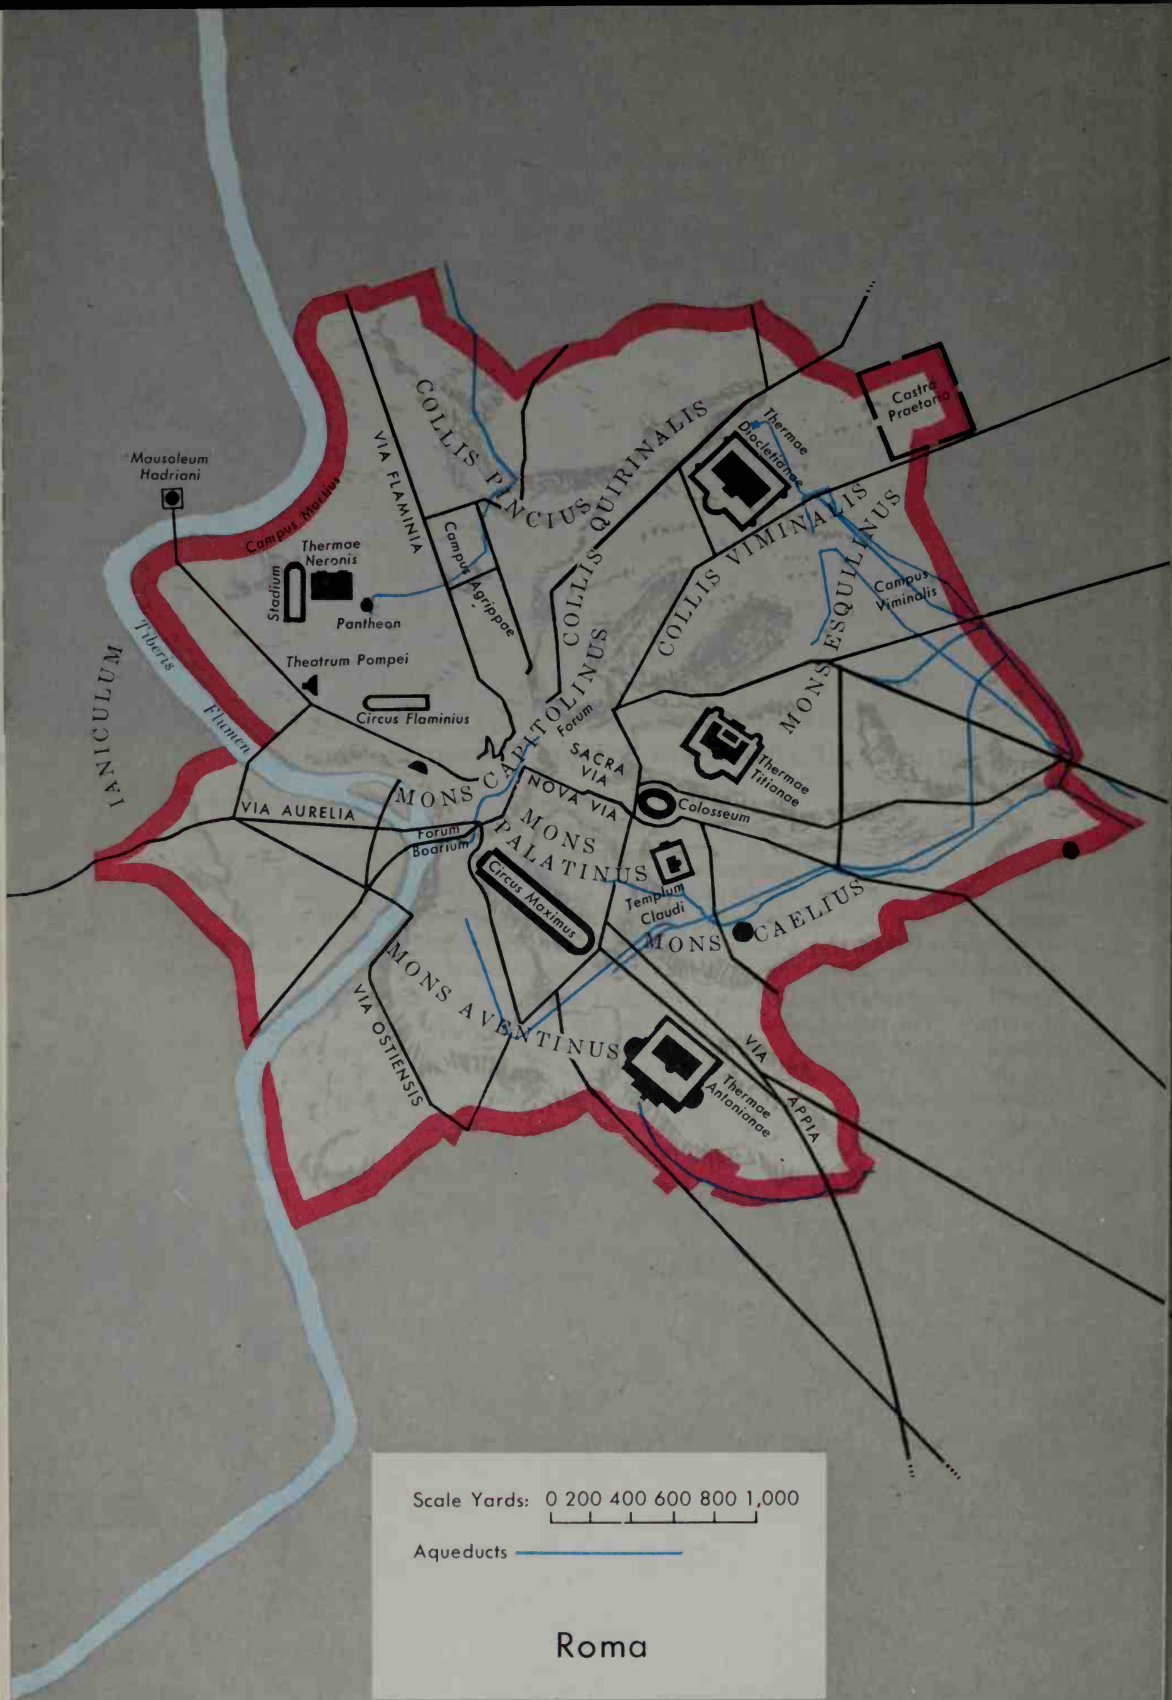 Mausoleum
Hadriani
Campus Martius
COLLIS PINCIUS
VIA FLAMINIA
Campus Agrippae
Thermae
Neronis
Stadium
Pantheon
Theatrum Pompei
Circus Flaminius
Tiberis
Flumen
IANICULUM
VIA AURELIA
COLLIS QUIRINALIS
Thermae
Diocletianae
Castra
Praetoria
COLLIS VIMINALIS
MONS ESQUILINUS
Campus
Viminalis
MONS CAPITOLINUS
Forum
SACRA
VIA
NOVA VIA
Thermae
Titianae
Colosseum
Forum
Boarium
MONS
PALATINUS
Circus Maximus
Templum
Claudi
MONS CAELIUS
MONS AVENTINUS
VIA OSTIENSIS
VIA APPIA
Thermae
Antonianae
Scale Yards: 0 200 400 600 800 1,000
Aqueducts
Roma